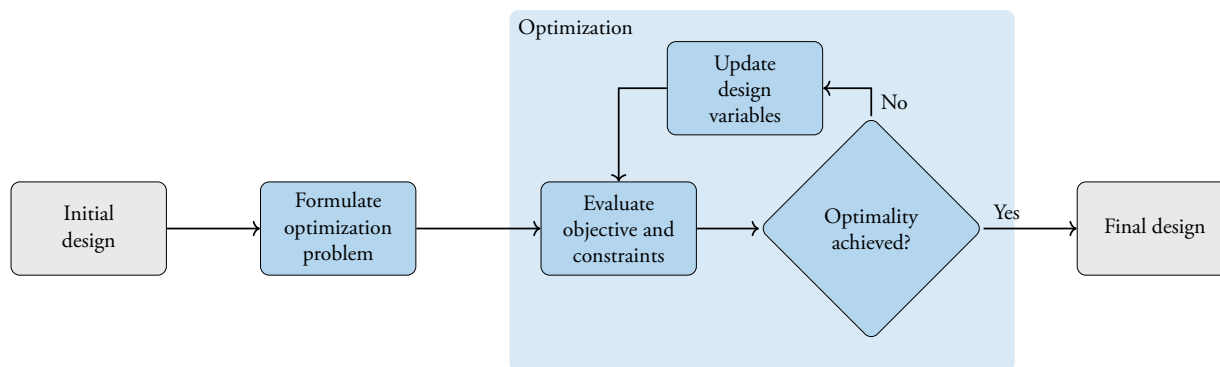 Optimization
Update
design
variables
No
Initial
design
Formulate
optimization
problem
Evaluate
objective and
constraints
Optimality
achieved?
Yes
Final design